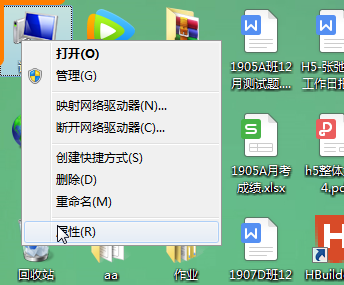 打开(O)
管理(G)
映射网络驱动器(N)...
断开网络驱动器(C)...
创建快捷方式(S)
删除(D)
重命名(M)
性(R)
1905A班12
月测试题....
H5-张弛
工作日报
1905A月考
成绩.xlsx
h5整体
4.po
回收站
aa
作业
1907D班12
HBuild